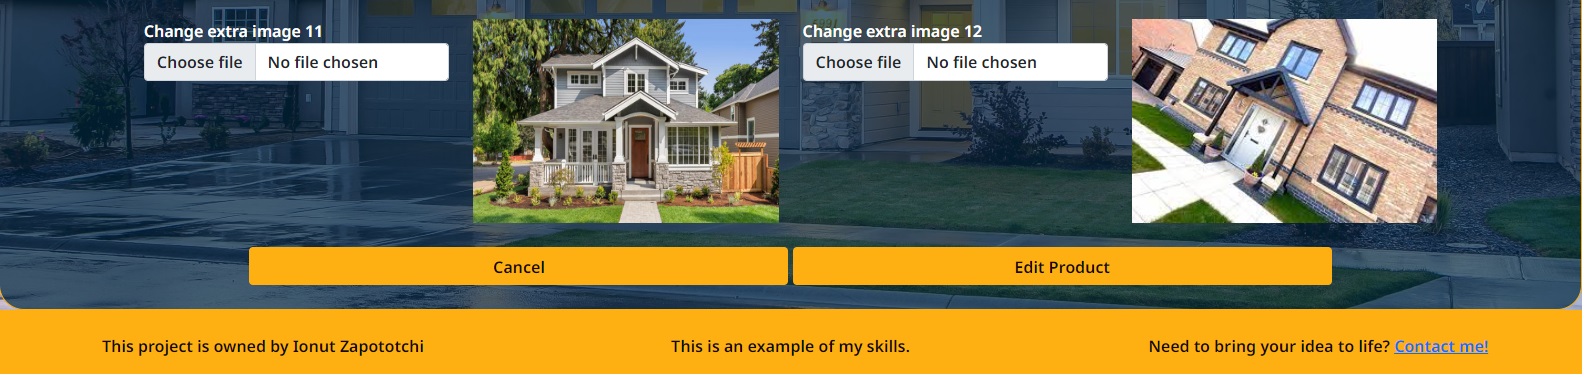 Change extra image 11
Choose file No file chosen
Change extra image 12
Choose file No file chosen
Cancel
Edit Product
This project is owned by Ionut Zapototchi
This is an example of my skills.
Need to bring your idea to life? Contact me!